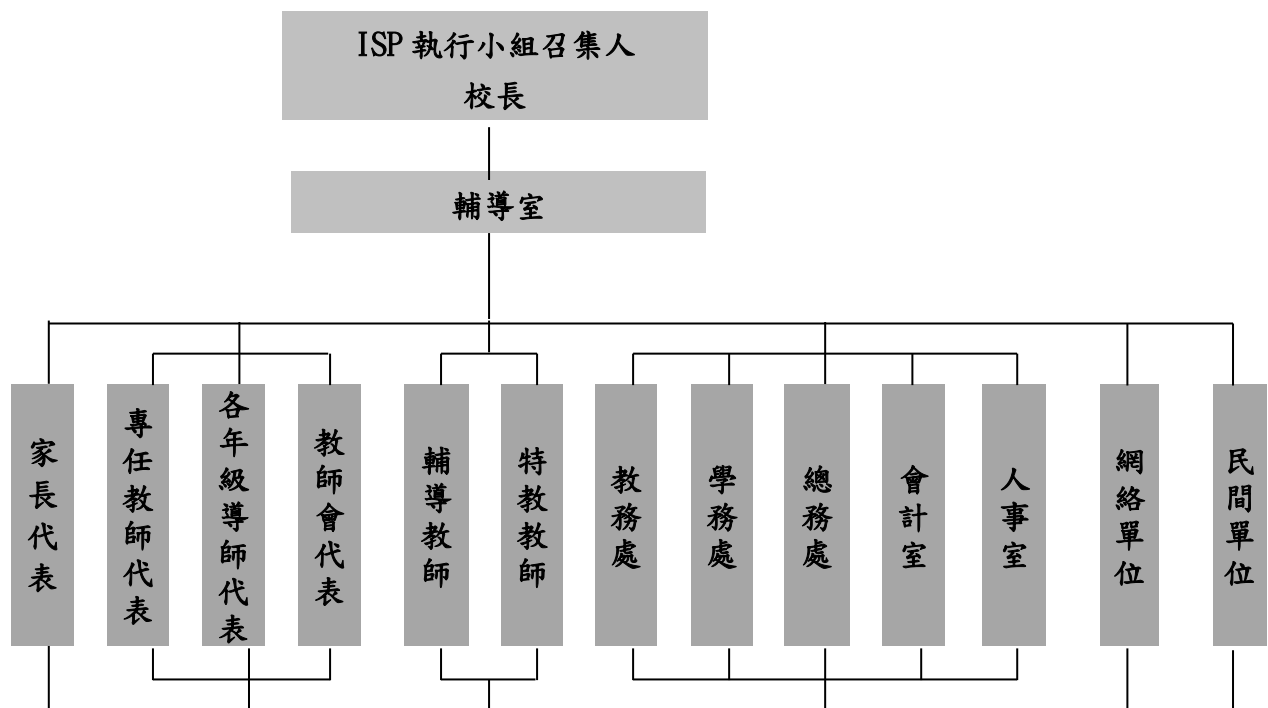 ISP 執行小組召集人
校長
輔導室
家長代表
專任教師代表
各年級導師代表
教師會代表
輔導教師
特教教師
教務處
學務處
總務處
會計室
人事室
網絡單位
民間單位